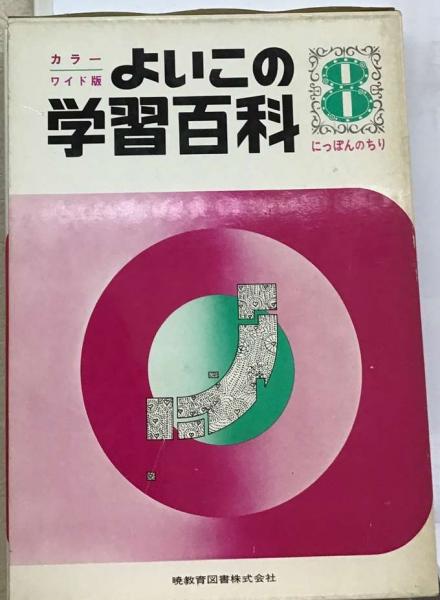 カラー
ワイド版
よいこの
学習百科
8
にっぽんのちり
暁教育図書株式会社